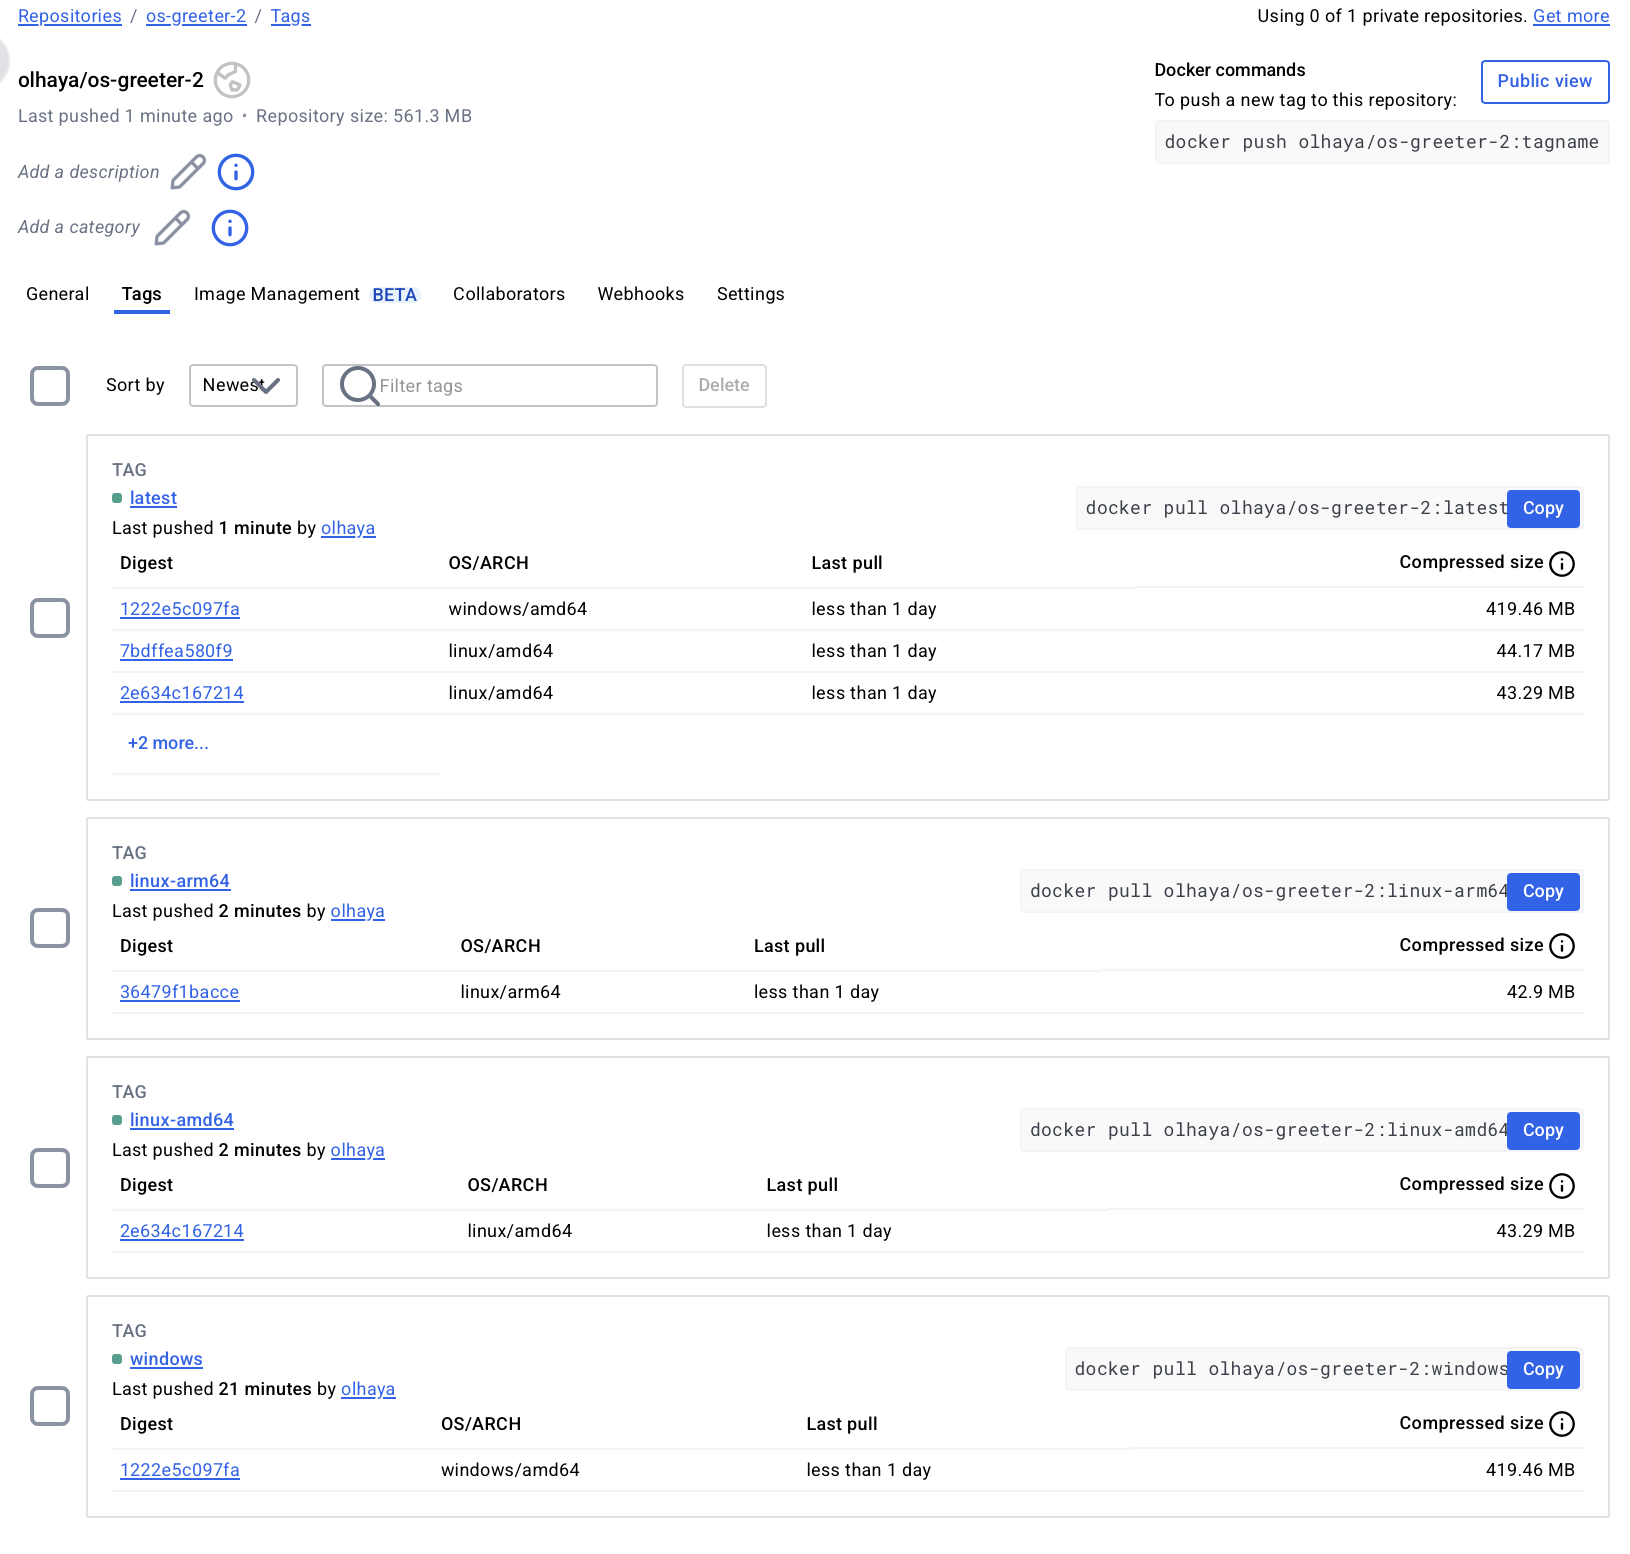 Repositories / os-greeter-2 / Tags
Using 0 of 1 private repositories. Get more
olhaya/os-greeter-2
Last pushed 1 minute ago • Repository size: 561.3 MB
Docker commands
To push a new tag to this repository:
Public view
docker push olhaya/os-greeter-2:tagname
Add a description
Add a category
General Tags Image Management BETA Collaborators Webhooks Settings
Sort by Newest Filter tags Delete
TAG
latest
Last pushed 1 minute by olhaya
docker pull olhaya/os-greeter-2:latest Copy
Digest OS/ARCH Last pull Compressed size
1222e5c097fa windows/amd64 less than 1 day 419.46 MB
7bdffea580f9 linux/amd64 less than 1 day 44.17 MB
2e634c167214 linux/amd64 less than 1 day 43.29 MB
+2 more...
TAG
linux-arm64
Last pushed 2 minutes by olhaya
docker pull olhaya/os-greeter-2:linux-arm64 Copy
Digest OS/ARCH Last pull Compressed size
36479f1bacce linux/arm64 less than 1 day 42.9 MB
TAG
linux-amd64
Last pushed 2 minutes by olhaya
docker pull olhaya/os-greeter-2:linux-amd64 Copy
Digest OS/ARCH Last pull Compressed size
2e634c167214 linux/amd64 less than 1 day 43.29 MB
TAG
windows
Last pushed 21 minutes by olhaya
docker pull olhaya/os-greeter-2:windows Copy
Digest OS/ARCH Last pull Compressed size
1222e5c097fa windows/amd64 less than 1 day 419.46 MB